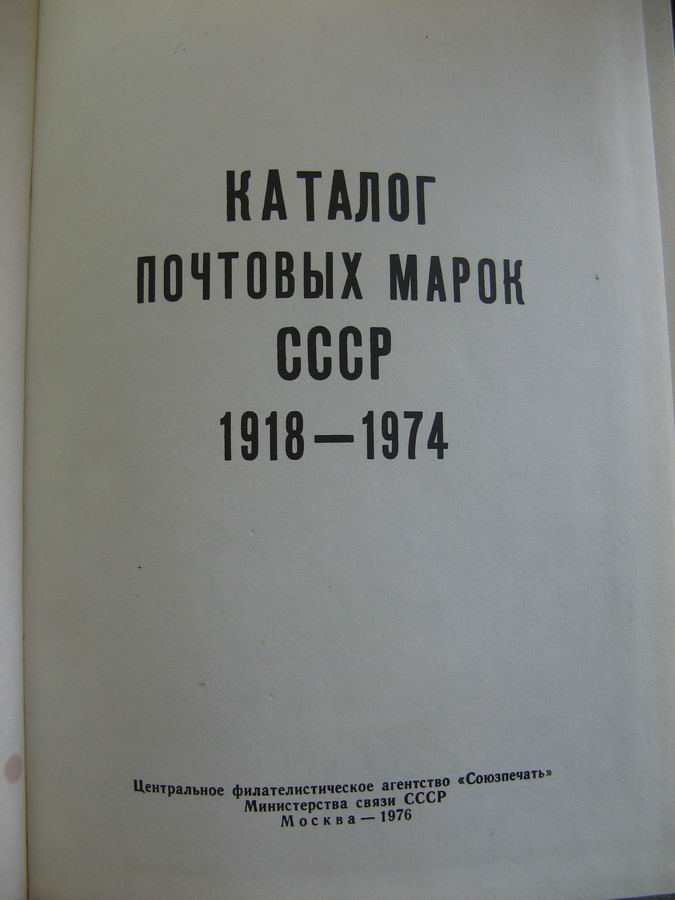 КАТАЛОГ
ПОЧТОВЫХ МАРОК
СССР
1918—1974
Центральное филателистическое агентство «Союзпечать»
Министерства связи СССР
Москва — 1976